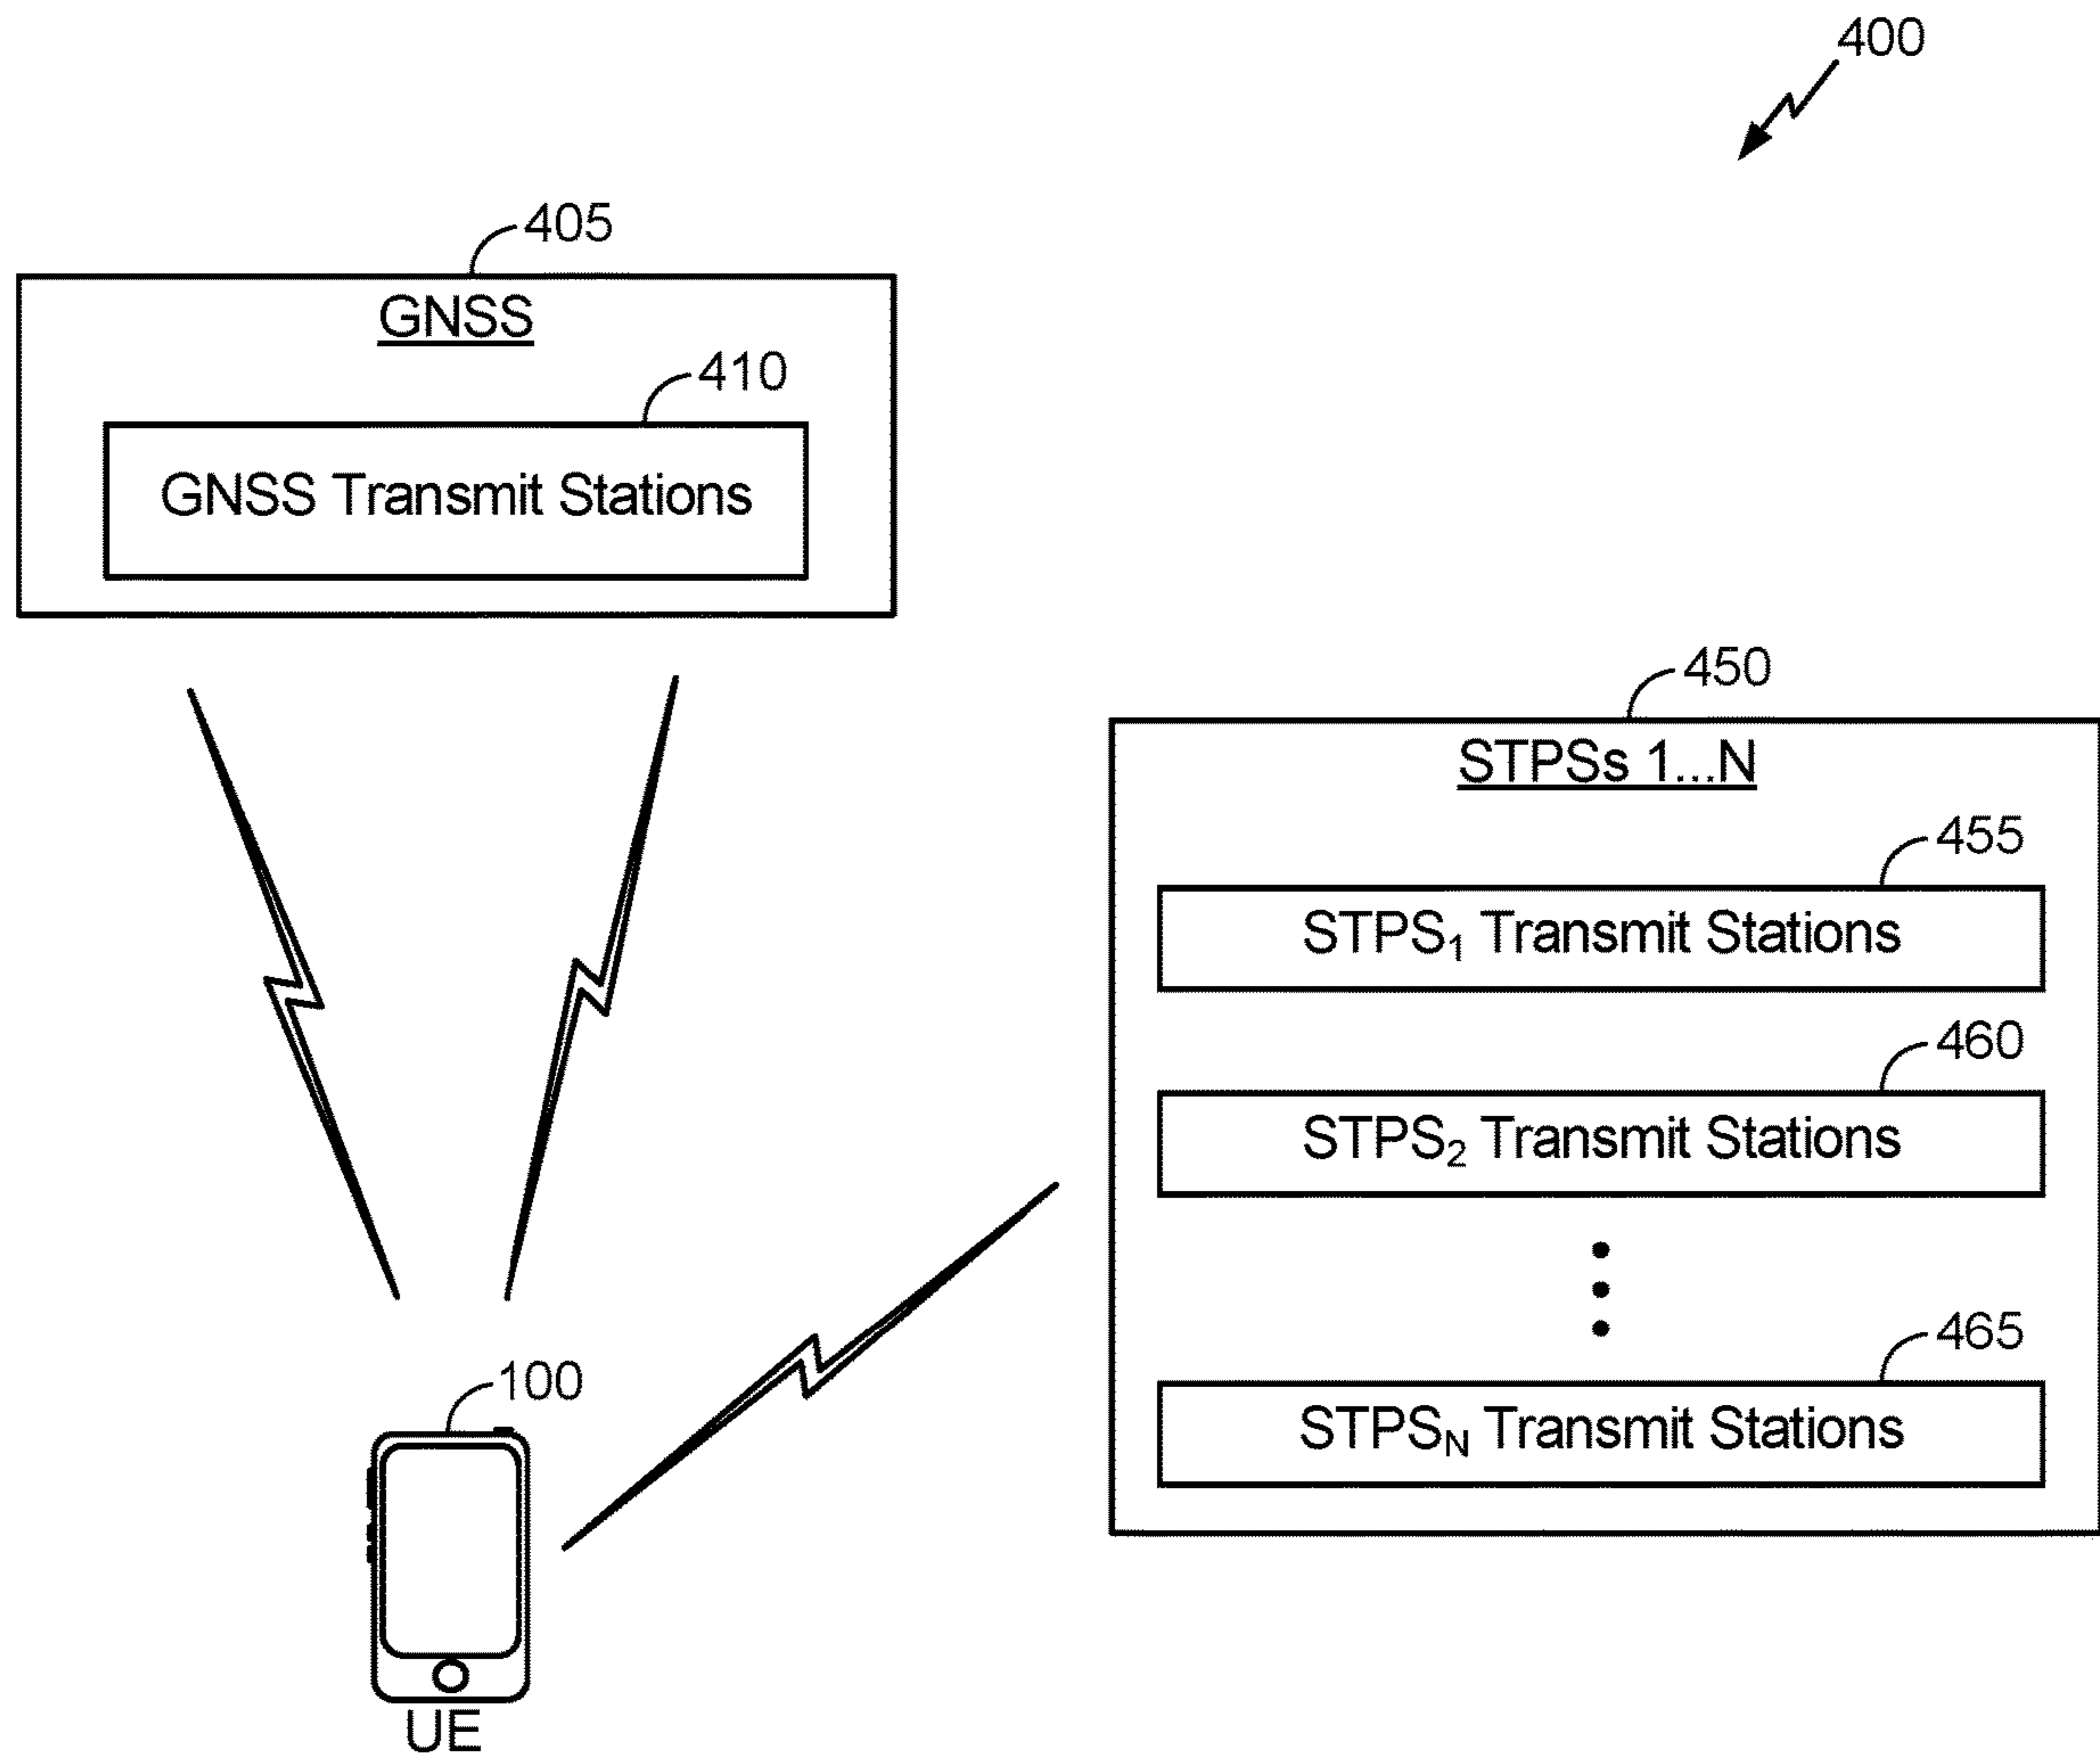 400
405
GNSS
410
GNSS Transmit Stations
450
STPSs 1...N
455
STPS₁ Transmit Stations
460
STPS₂ Transmit Stations
465
STPSN Transmit Stations
100
UE